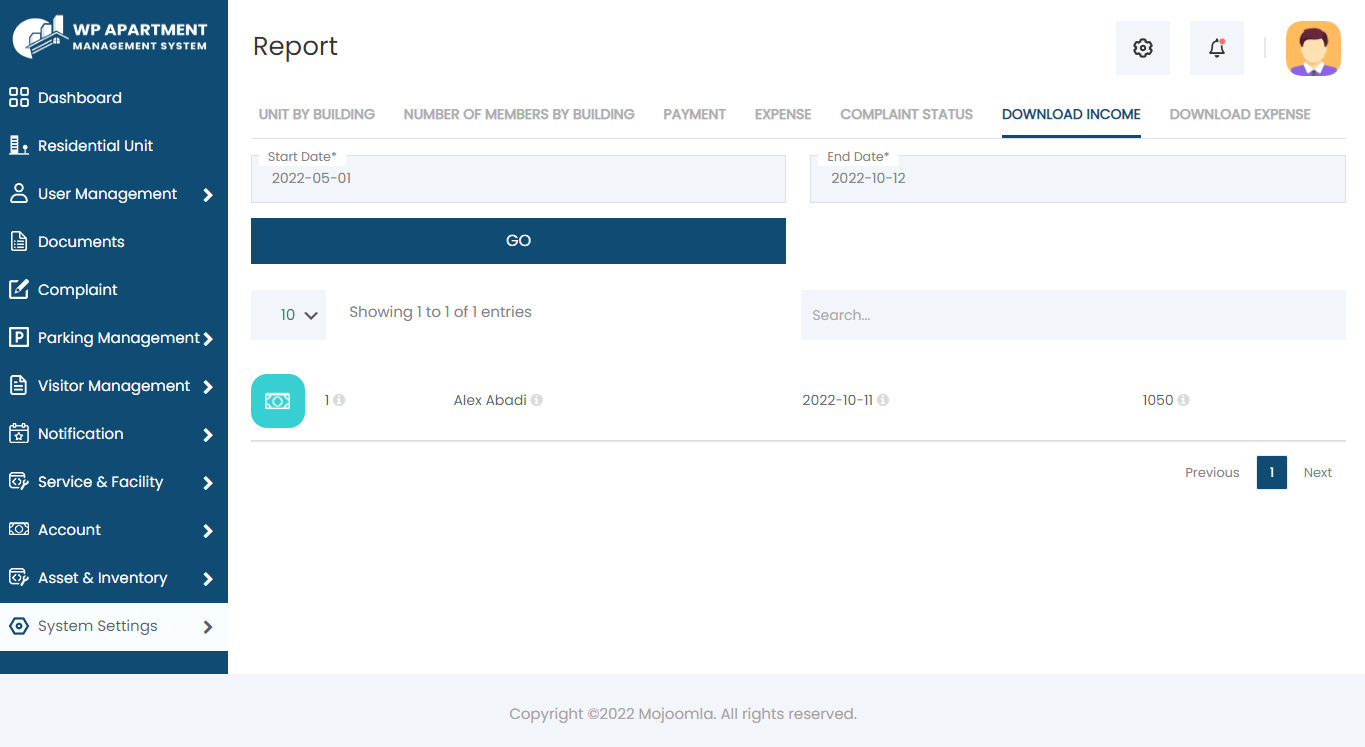 WP APARTMENT
MANAGEMENT SYSTEM
Dashboard
Residential Unit
User Management
Documents
Complaint
Parking Management
Visitor Management
Notification
Service & Facility
Account
Asset & Inventory
System Settings
Report
UNIT BY BUILDING NUMBER OF MEMBERS BY BUILDING PAYMENT EXPENSE COMPLAINT STATUS DOWNLOAD INCOME DOWNLOAD EXPENSE
Start Date* End Date*
2022-05-01 2022-10-12
GO
10 Showing 1 to 1 of 1 entries Search...
1 Alex Abadi 2022-10-11 1050
Previous 1 Next
Copyright ©2022 Mojoomla. All rights reserved.